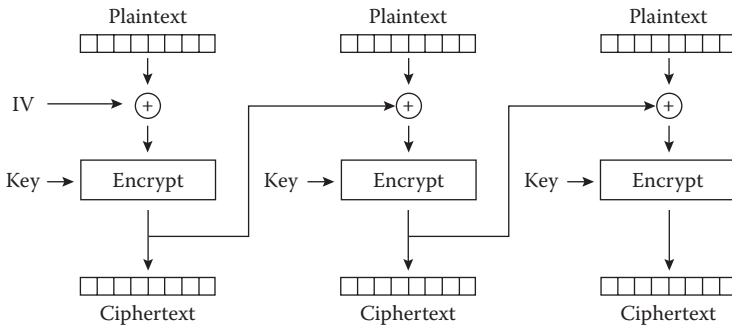 Plaintext Plaintext Plaintext
+ + +
IV
Key Encrypt Key Encrypt Key Encrypt
Ciphertext Ciphertext Ciphertext